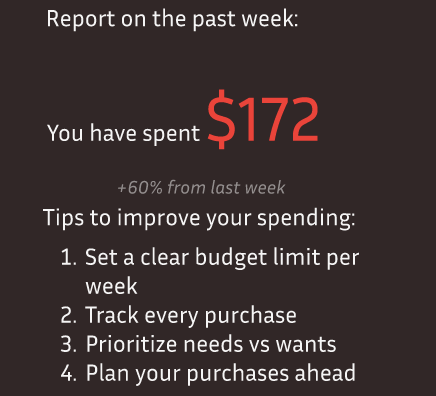 Report on the past week:
You have spent $172
+60% from last week
Tips to improve your spending:
1. Set a clear budget limit per
week
2. Track every purchase
3. Prioritize needs vs wants
4. Plan your purchases ahead